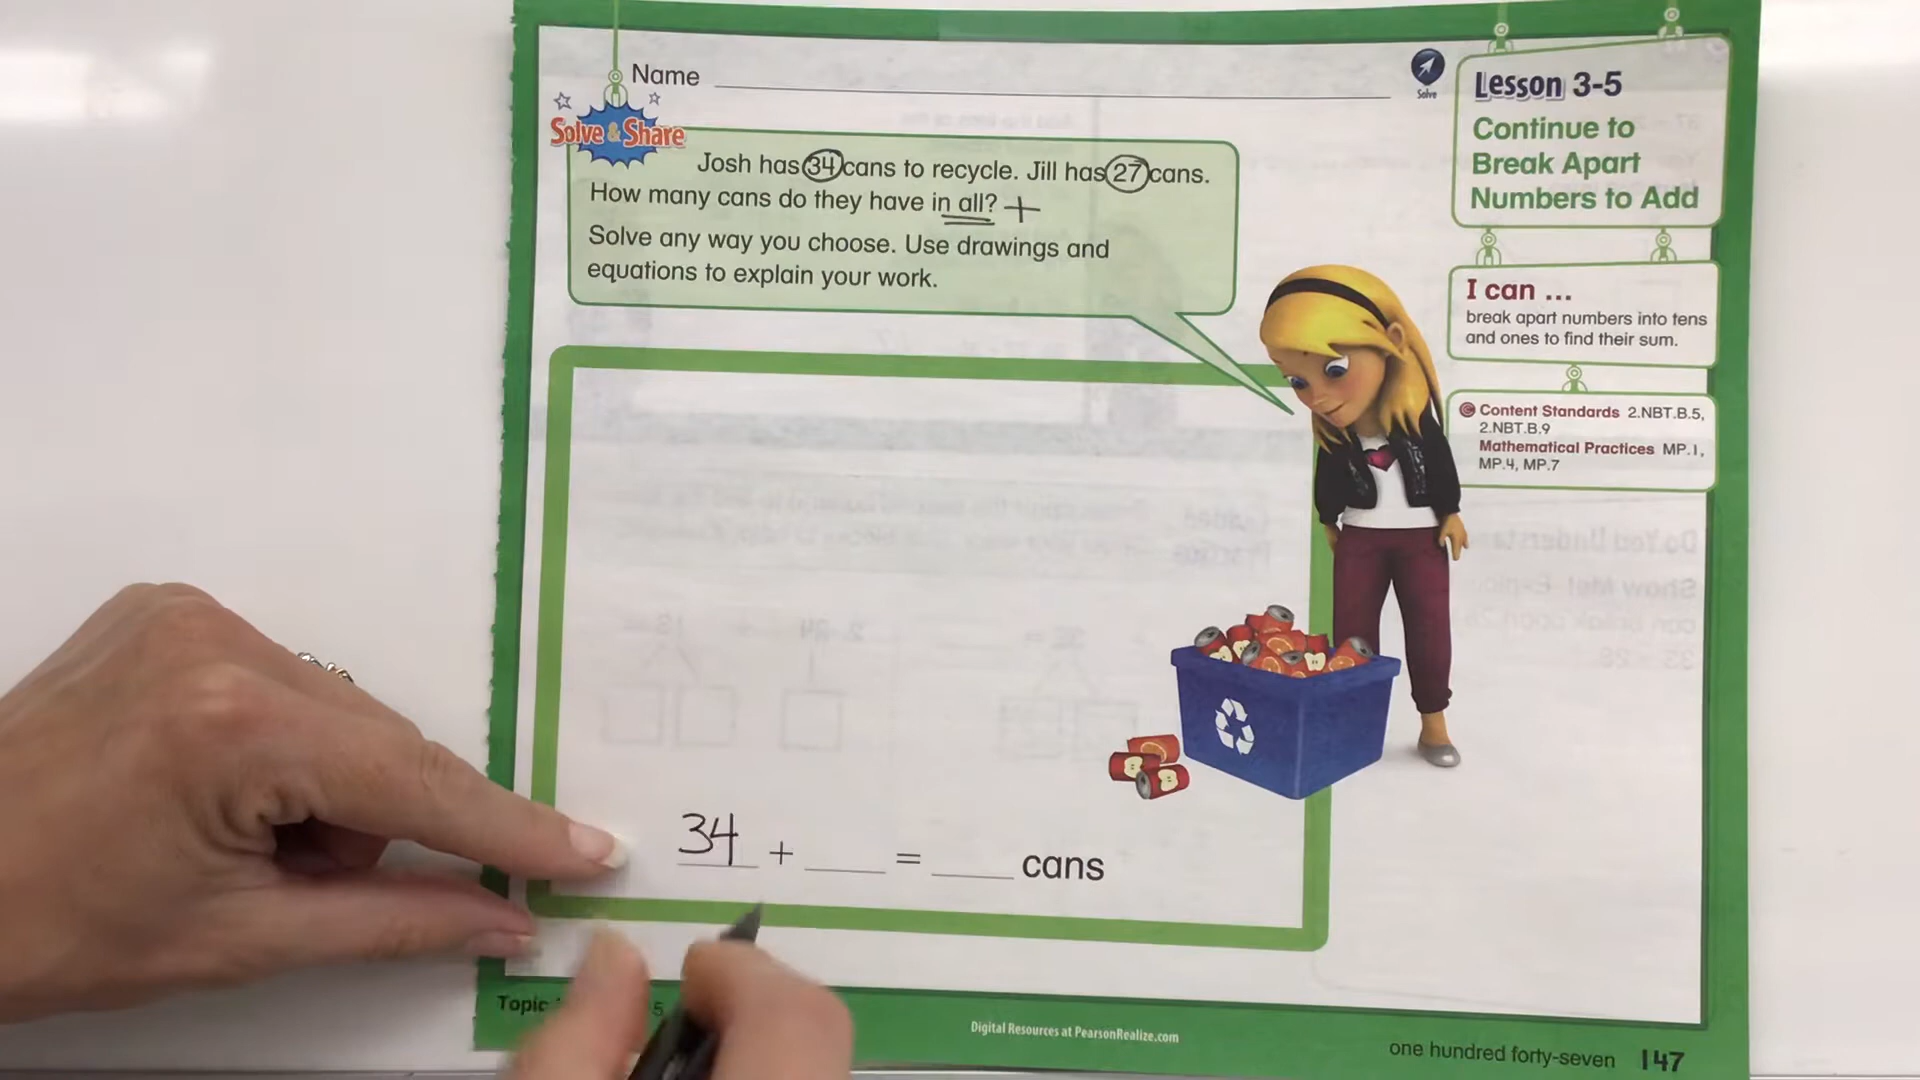 Name
Solve
Lesson 3-5
Continue to
Break Apart
Numbers to Add
Solve & Share
Josh has 34 cans to recycle. Jill has 27 cans.
How many cans do they have in all? +
Solve any way you choose. Use drawings and
equations to explain your work.
I can ...
break apart numbers into tens
and ones to find their sum.
Content Standards 2.NBT.B.5,
2.NBT.B.9
Mathematical Practices MP.1,
MP.4, MP.7
34 + ___ = ___ cans
Topic
5
Digital Resources at PearsonRealize.com
one hundred forty-seven 147